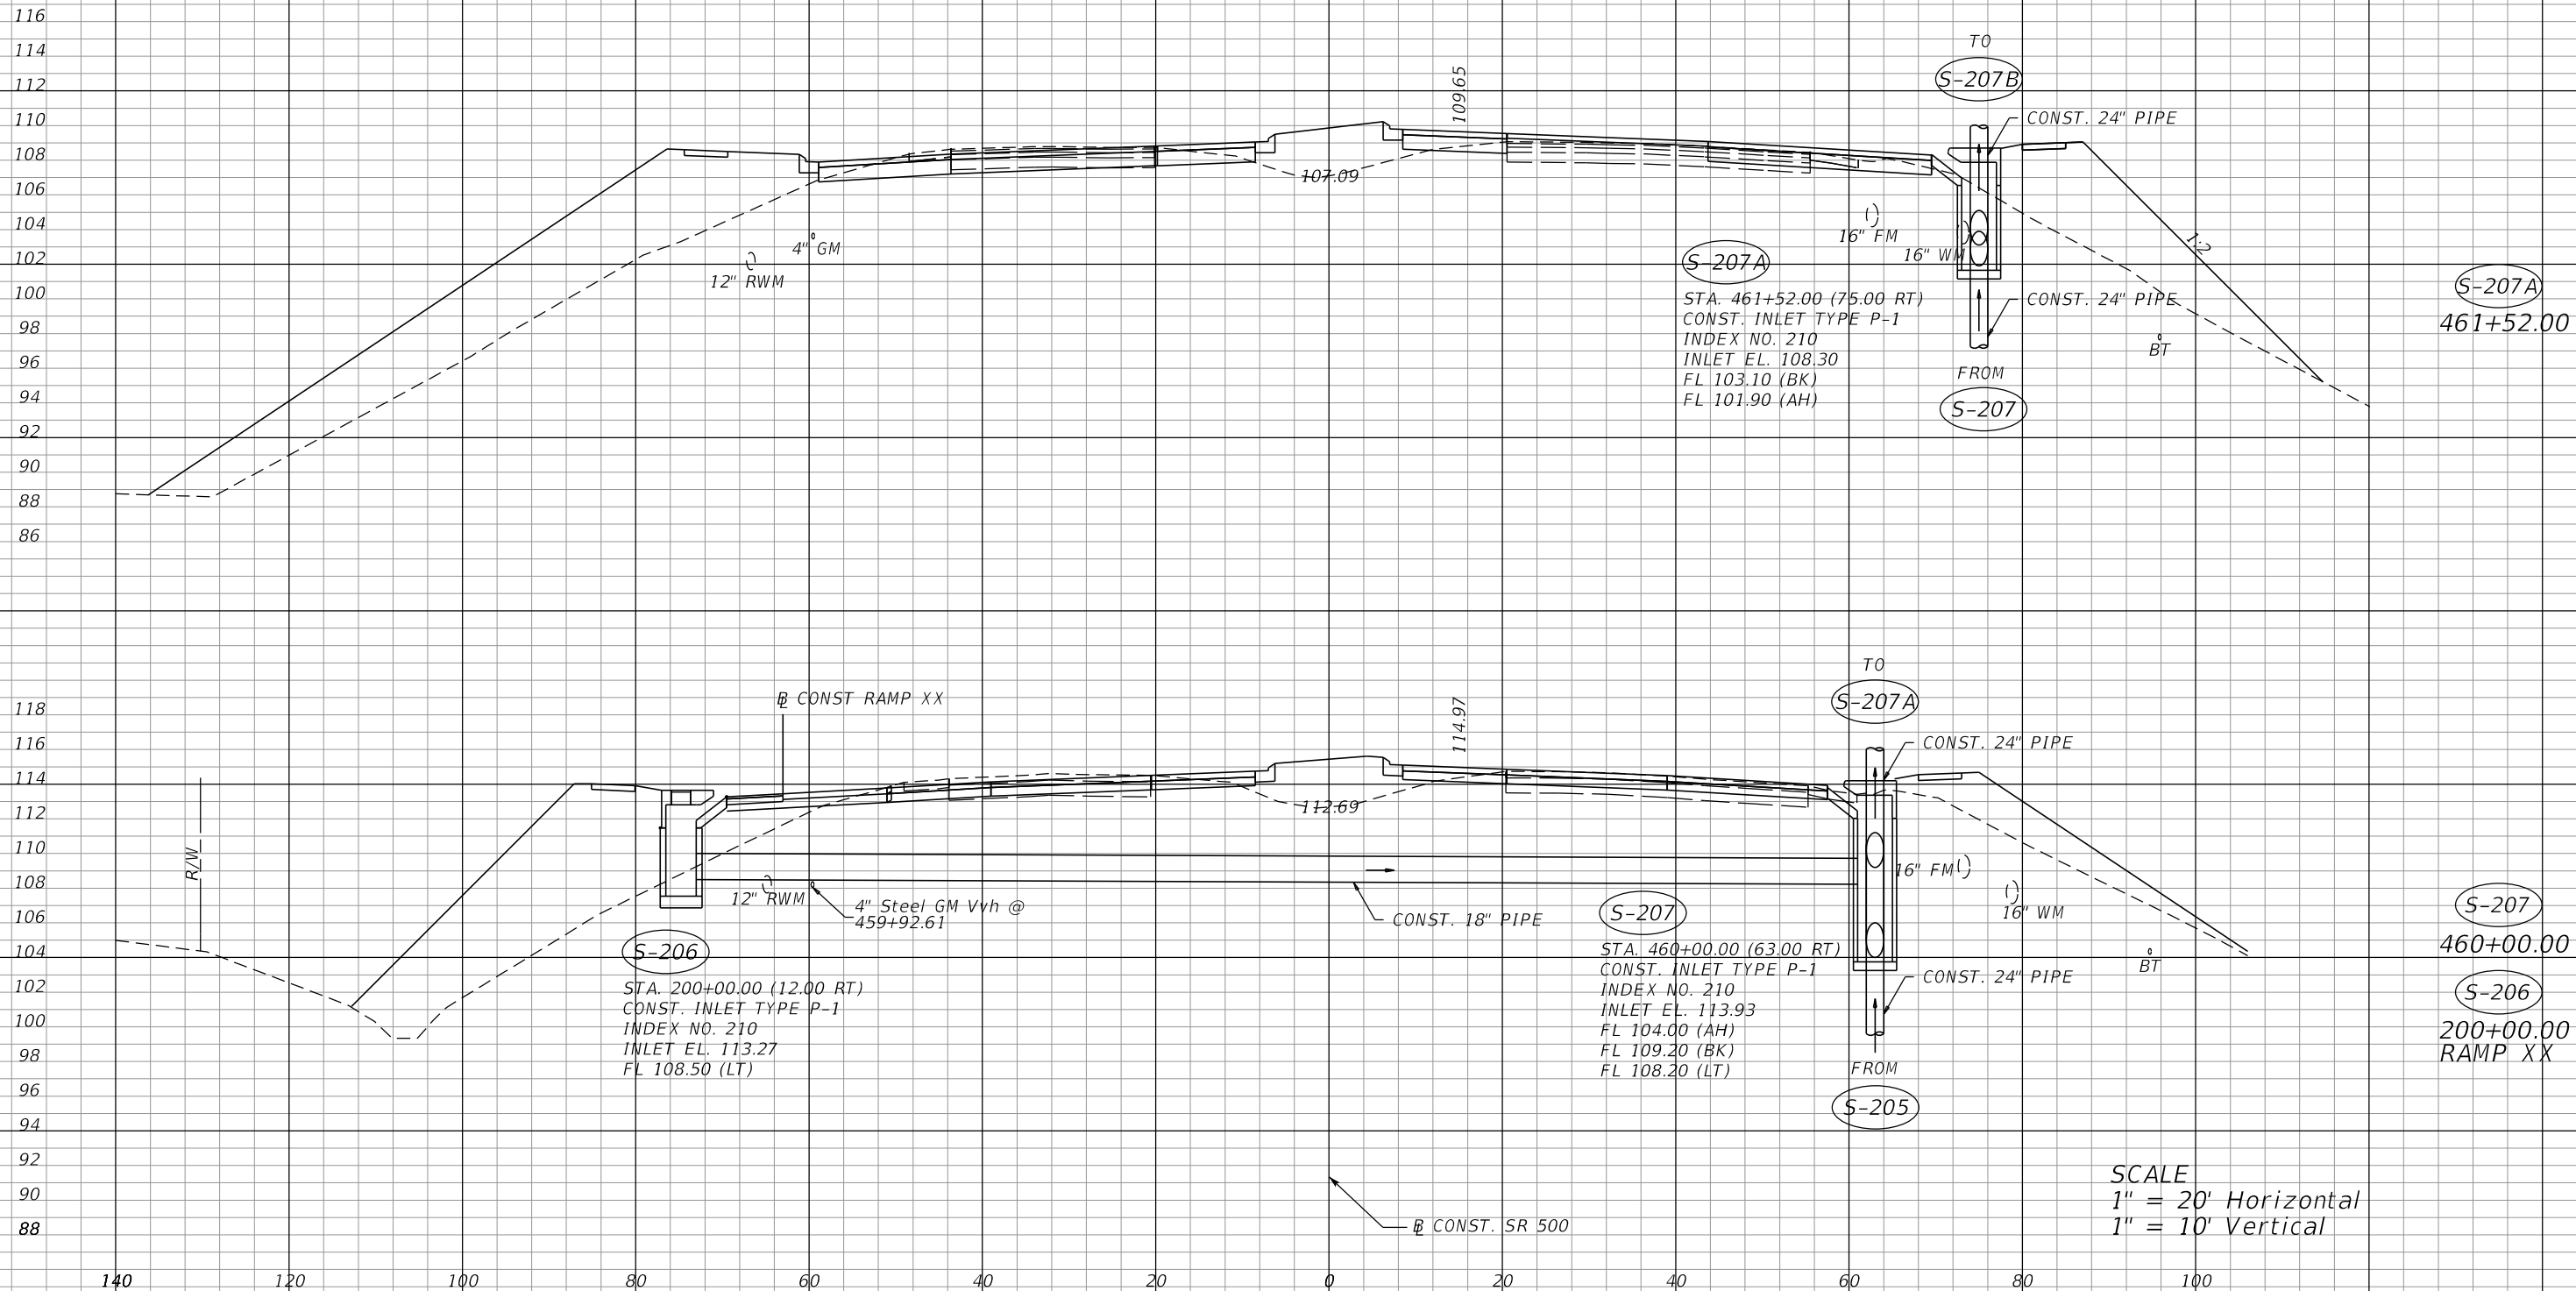 116
114
112
110
108
106
104
102
100
98
96
94
92
90
88
86
109.65
107.09
TO
S-207B
CONST. 24" PIPE
4" GM
12" RWM
16" FM
16" WM
1:2
S-207A
STA. 461+52.00 (75.00 RT)
CONST. INLET TYPE P-1
INDEX NO. 210
INLET EL. 108.30
FL 103.10 (BK)
FL 101.90 (AH)
CONST. 24" PIPE
BT
FROM
S-207
S-207A
461+52.00
118
116
114
112
110
108
106
104
102
100
98
96
94
92
90
88
R/W
BL CONST RAMP XX
114.97
112.69
TO
S-207A
CONST. 24" PIPE
12" RWM
4" Steel GM Vvh @
459+92.61
CONST. 18" PIPE
16" FM
16" WM
BT
S-206
STA. 200+00.00 (12.00 RT)
CONST. INLET TYPE P-1
INDEX NO. 210
INLET EL. 113.27
FL 108.50 (LT)
S-207
STA. 460+00.00 (63.00 RT)
CONST. INLET TYPE P-1
INDEX NO. 210
INLET EL. 113.93
FL 104.00 (AH)
FL 109.20 (BK)
FL 108.20 (LT)
CONST. 24" PIPE
FROM
S-205
S-207
460+00.00
S-206
200+00.00
RAMP XX
BL CONST. SR 500
SCALE
1" = 20' Horizontal
1" = 10' Vertical
140 120 100 80 60 40 20 0 20 40 60 80 100